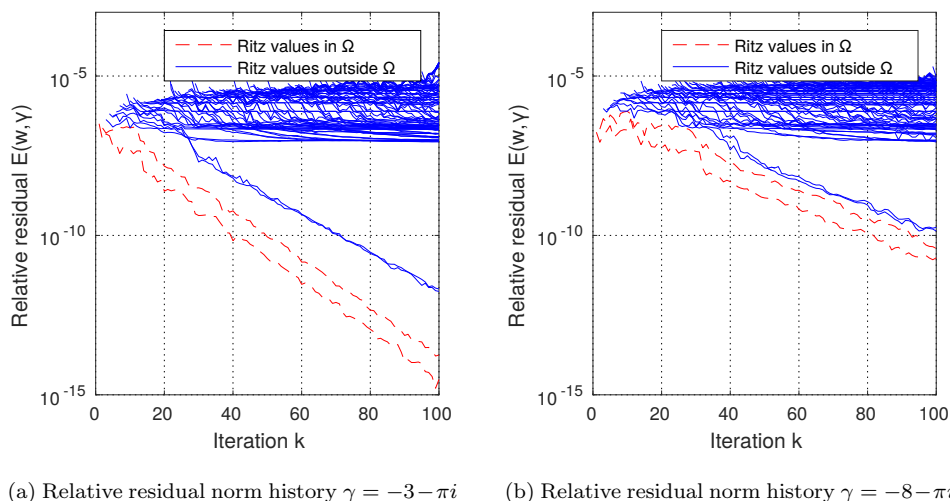 Ritz values in Ω
Ritz values outside Ω
10^-5
10^-10
10^-15
0
20
40
60
80
100
Iteration k
Relative residual E(w,γ)
(a) Relative residual norm history γ = −3−πi
Ritz values in Ω
Ritz values outside Ω
10^-5
10^-10
10^-15
0
20
40
60
80
100
Iteration k
Relative residual E(w,γ)
(b) Relative residual norm history γ = −8−πi